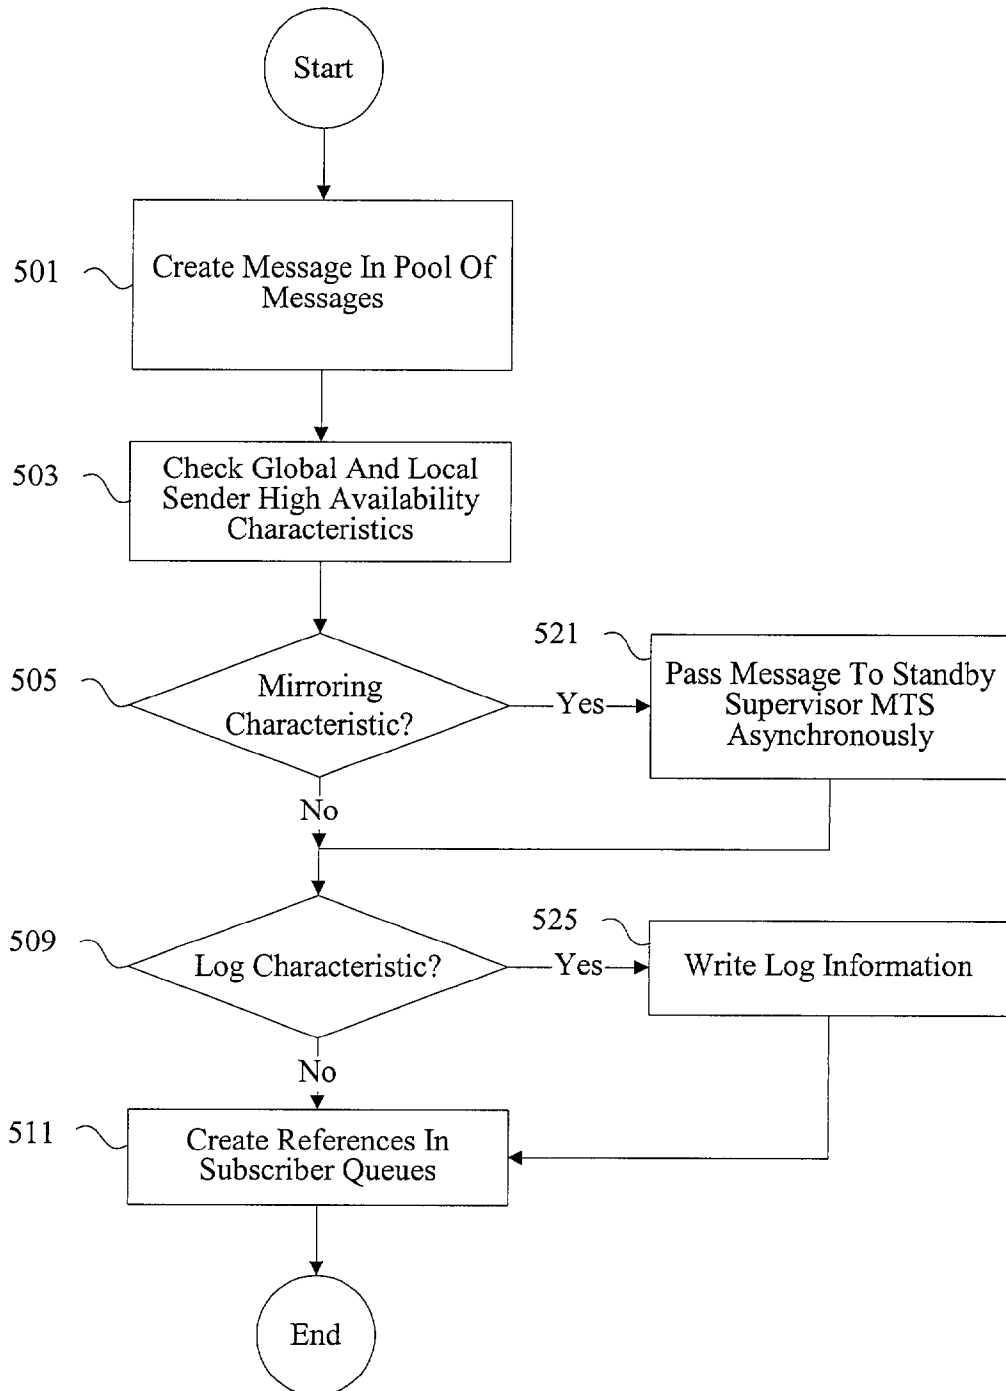 Start
501
Create Message In Pool Of
Messages
503
Check Global And Local
Sender High Availability
Characteristics
505
Mirroring
Characteristic?
Yes
521
Pass Message To Standby
Supervisor MTS
Asynchronously
No
509
Log Characteristic?
Yes
525
Write Log Information
No
511
Create References In
Subscriber Queues
End